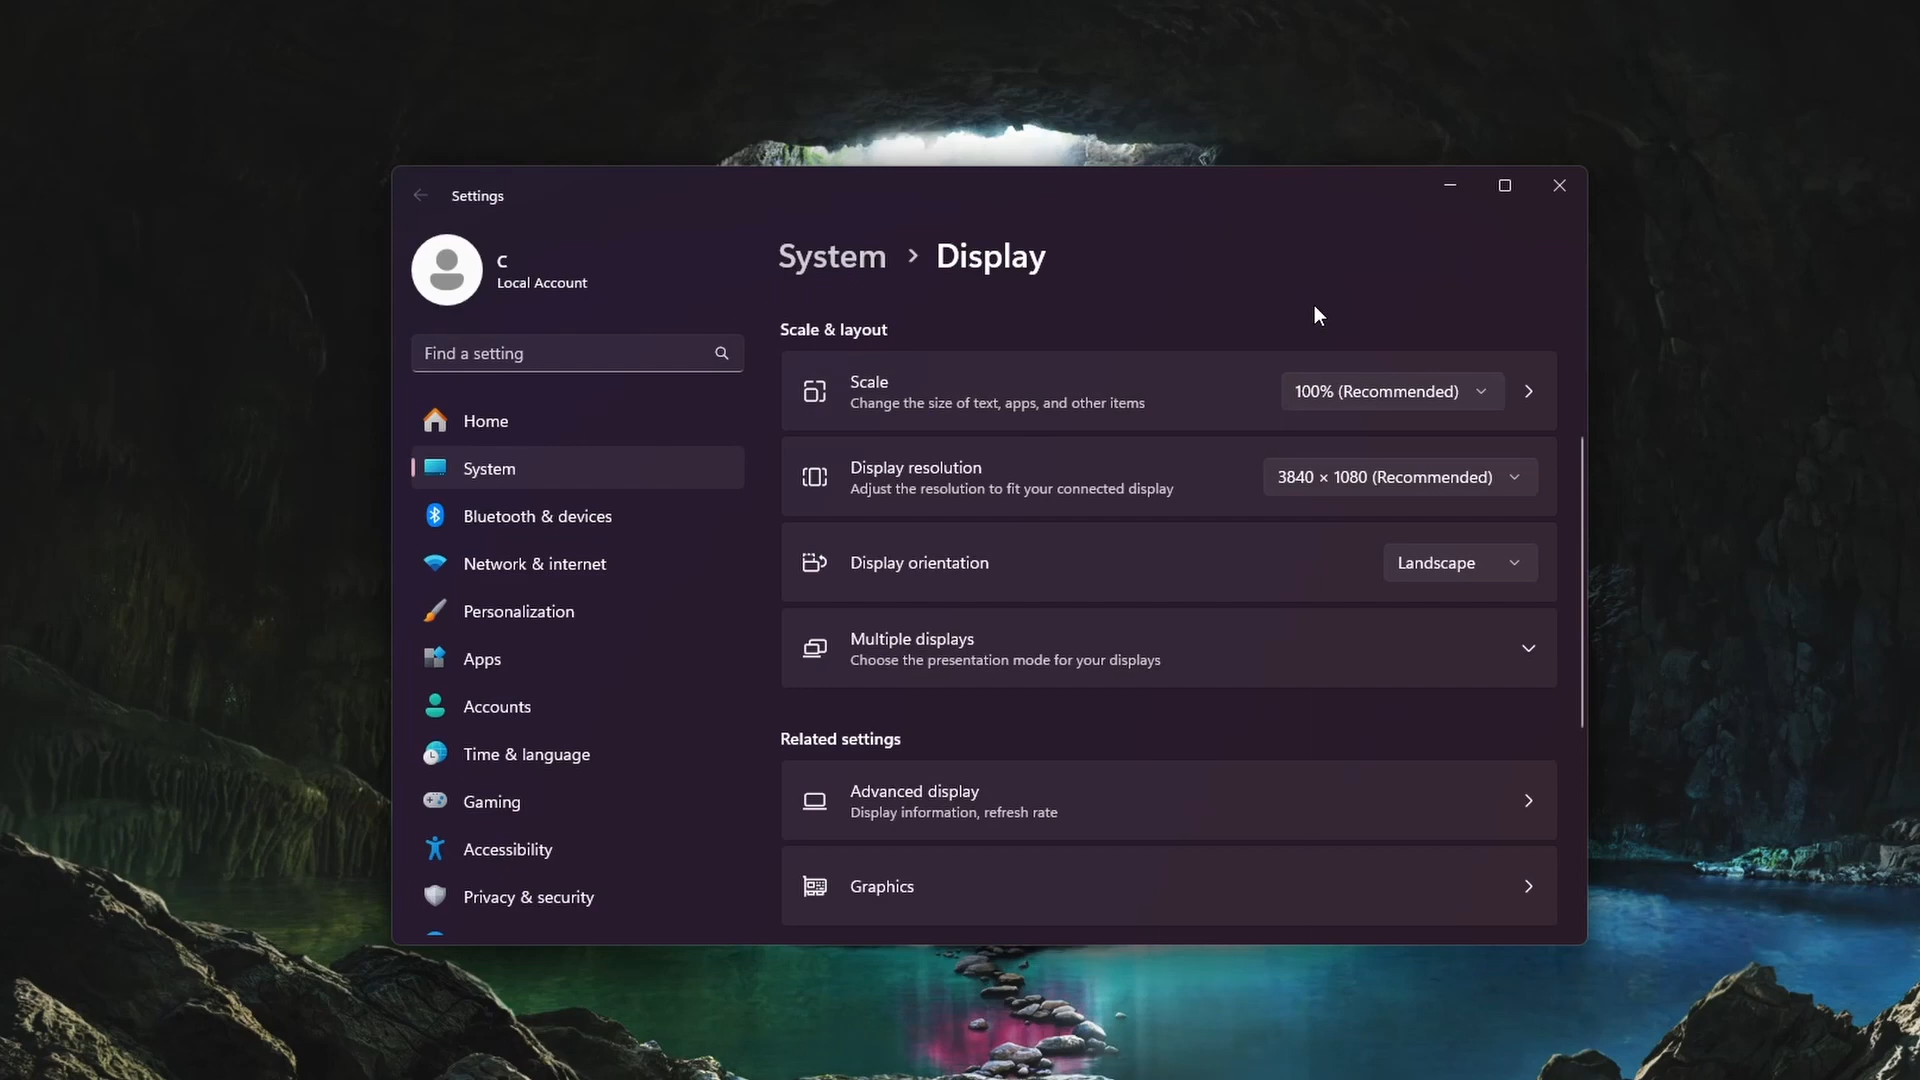 Settings
C
Local Account
Find a setting
Home
System
Bluetooth & devices
Network & internet
Personalization
Apps
Accounts
Time & language
Gaming
Accessibility
Privacy & security
System > Display
Scale & layout
Scale
Change the size of text, apps, and other items
100% (Recommended)
Display resolution
Adjust the resolution to fit your connected display
3840 × 1080 (Recommended)
Display orientation
Landscape
Multiple displays
Choose the presentation mode for your displays
Related settings
Advanced display
Display information, refresh rate
Graphics